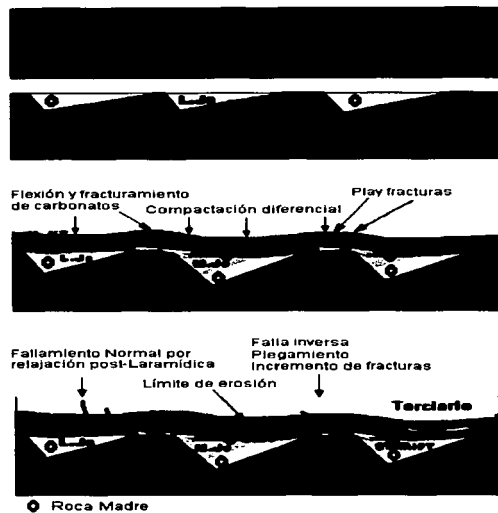 Flexión y fracturamiento
de carbonatos
Compactación diferencial
Play fracturas
Fallamiento Normal por
relajación post-Laramídica
Límite de erosión
Falla inversa
Plegamiento
Incremento de fracturas
Terciario
Roca Madre